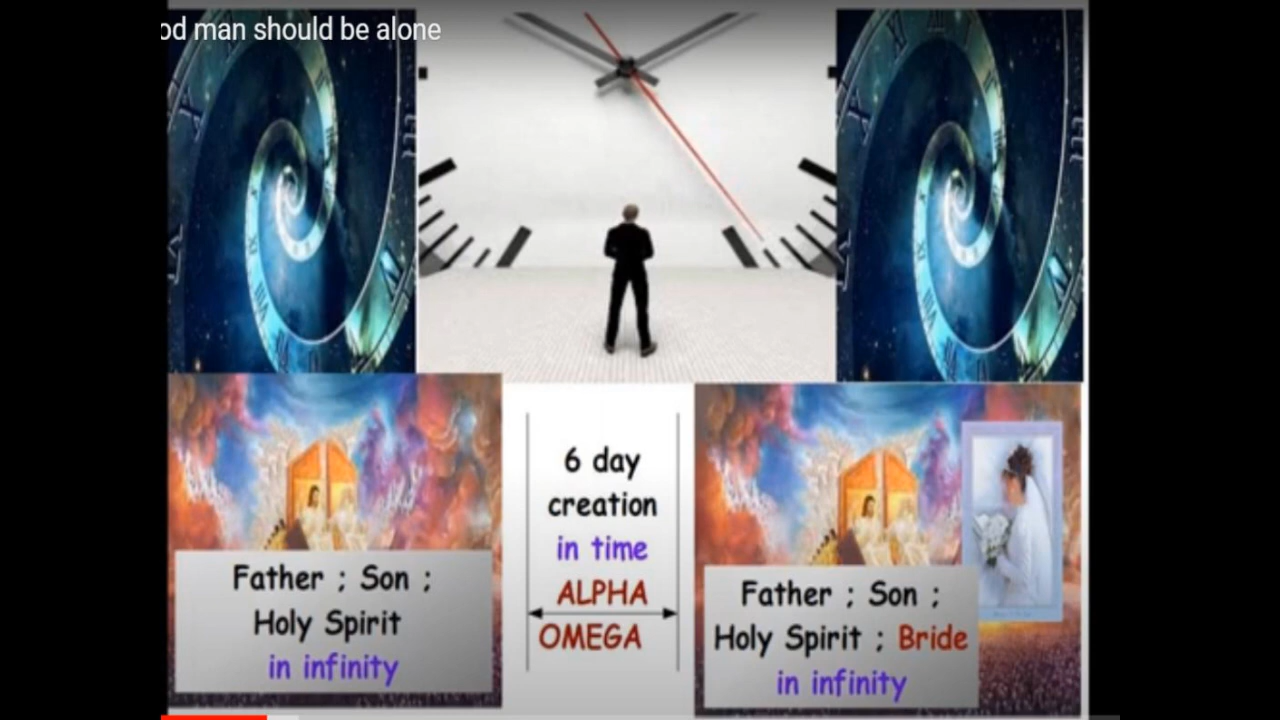 od man should be alone
Father ; Son ;
Holy Spirit
in infinity
6 day
creation
in time
ALPHA
OMEGA
Father ; Son ;
Holy Spirit ; Bride
in infinity